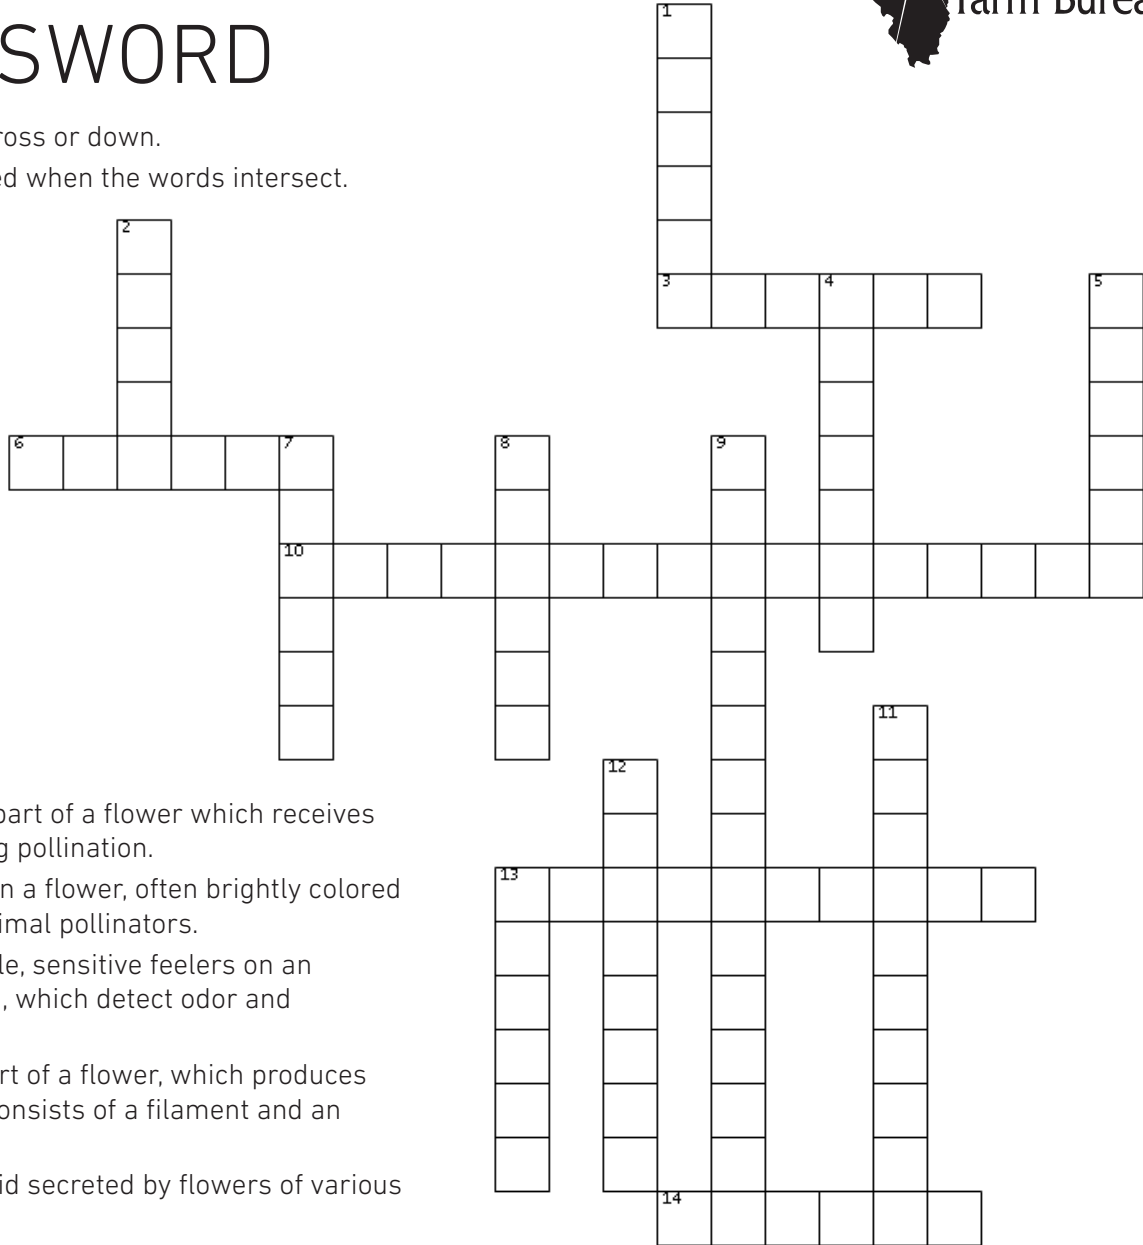 farm Burea
SWORD
ross or down.
ed when the words intersect.
1
2
3 4 5
6 7 8 9
10
11
12
13
14
part of a flower which receives
g pollination.
n a flower, often brightly colored
imal pollinators.
le, sensitive feelers on an
, which detect odor and
rt of a flower, which produces
onsists of a filament and an
id secreted by flowers of various